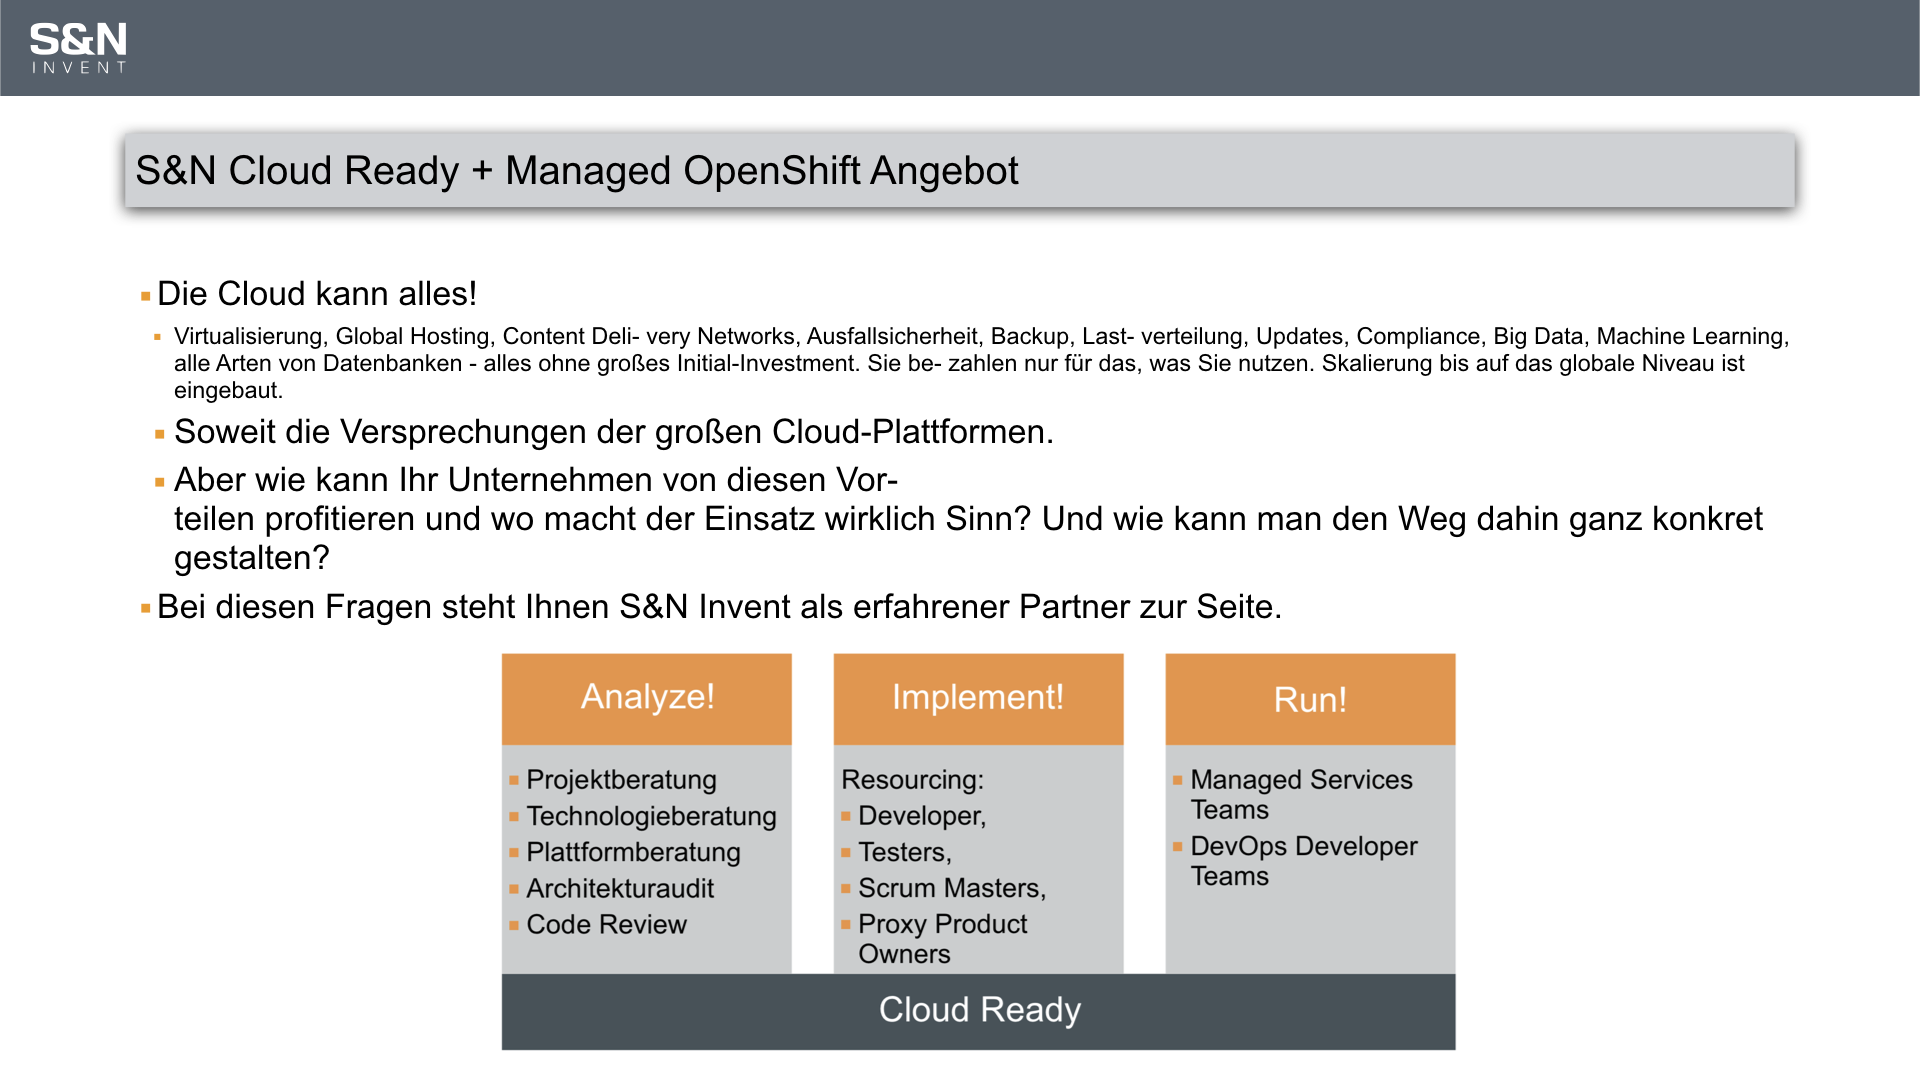 S&N
INVENT
S&N Cloud Ready + Managed OpenShift Angebot
Die Cloud kann alles!
Virtualisierung, Global Hosting, Content Deli- very Networks, Ausfallsicherheit, Backup, Last- verteilung, Updates, Compliance, Big Data, Machine Learning,
alle Arten von Datenbanken - alles ohne großes Initial-Investment. Sie be- zahlen nur für das, was Sie nutzen. Skalierung bis auf das globale Niveau ist
eingebaut.
Soweit die Versprechungen der großen Cloud-Plattformen.
Aber wie kann Ihr Unternehmen von diesen Vor-
teilen profitieren und wo macht der Einsatz wirklich Sinn? Und wie kann man den Weg dahin ganz konkret
gestalten?
Bei diesen Fragen steht Ihnen S&N Invent als erfahrener Partner zur Seite.
Analyze!
Projektberatung
Technologieberatung
Plattformberatung
Architekturaudit
Code Review
Implement!
Resourcing:
Developer,
Testers,
Scrum Masters,
Proxy Product
Owners
Run!
Managed Services
Teams
DevOps Developer
Teams
Cloud Ready